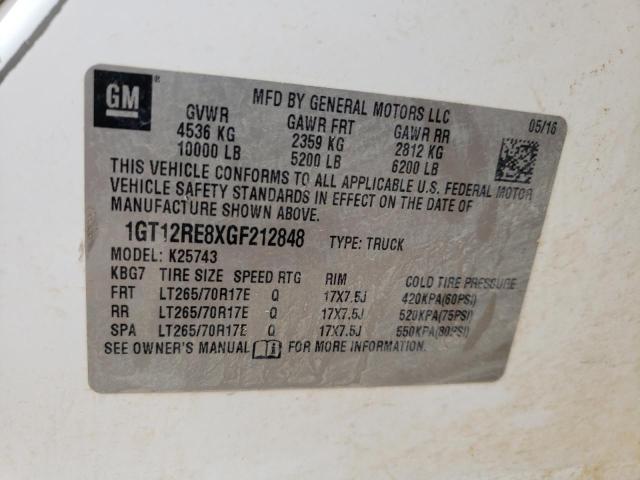 GM ®
MFD BY GENERAL MOTORS LLC 05/16
GVWR GAWR FRT GAWR RR
4536 KG 2359 KG 2812 KG
10000 LB 5200 LB 6200 LB
THIS VEHICLE CONFORMS TO ALL APPLICABLE U.S. FEDERAL MOTOR
VEHICLE SAFETY STANDARDS IN EFFECT ON THE DATE OF
MANUFACTURE SHOWN ABOVE.
1GT12RE8XGF212848 TYPE: TRUCK
MODEL: K25743
KBG7 TIRE SIZE SPEED RTG RIM COLD TIRE PRESSURE
FRT LT265/70R17E Q 17X7.5J 420KPA(60PSI)
RR LT265/70R17E Q 17X7.5J 520KPA(75PSI)
SPA LT265/70R17E Q 17X7.5J 550KPA(80PSI)
SEE OWNER'S MANUAL FOR MORE INFORMATION.